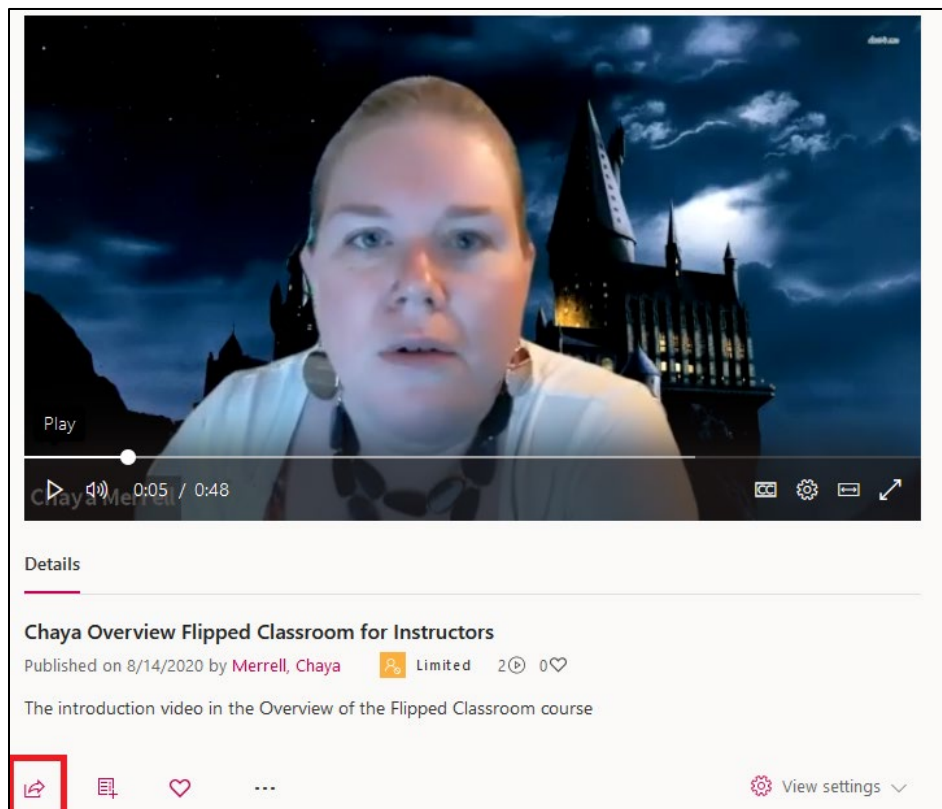 Play
Chaya Merrell
0:05 / 0:48
CC
Details
Chaya Overview Flipped Classroom for Instructors
Published on 8/14/2020 by Merrell, Chaya Limited 2 0
The introduction video in the Overview of the Flipped Classroom course
... View settings